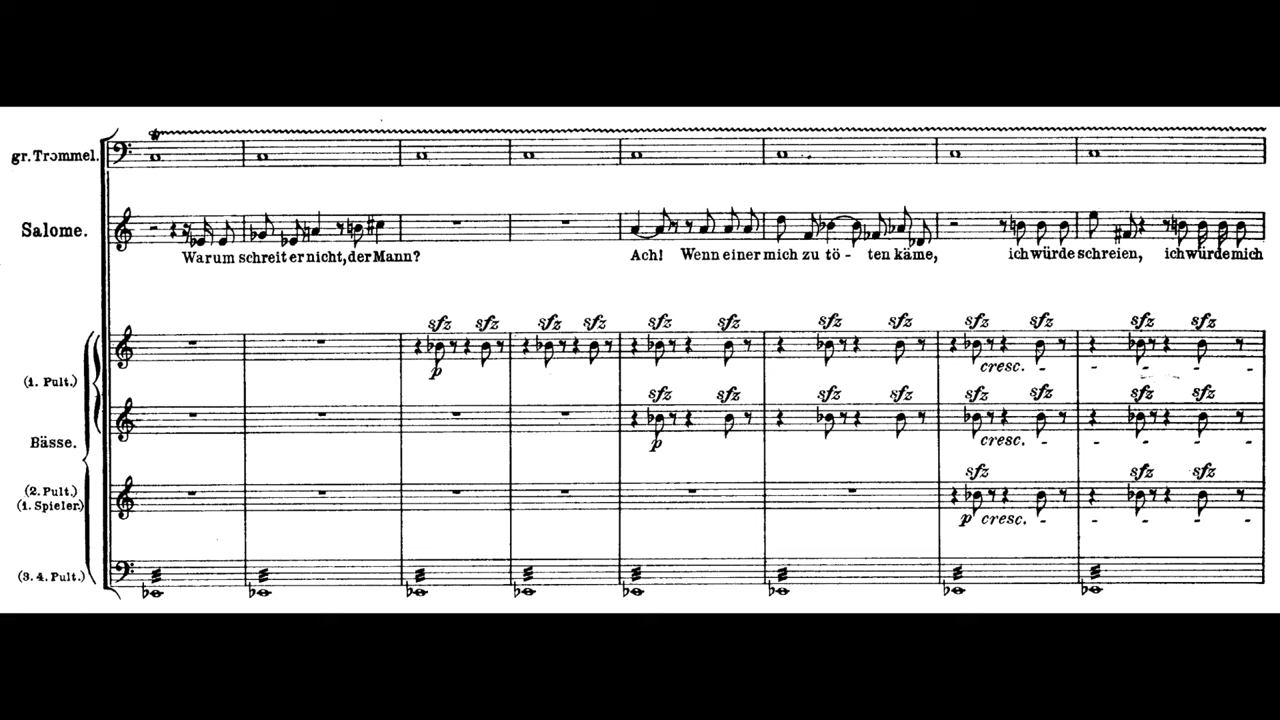 gr. Trommel.
Salome.
Warum schreit er nicht, der Mann? Ach! Wenn einer mich zu tö - ten käme, ich würde schreien, ich würde mich
sfz sfz sfz sfz sfz sfz sfz sfz sfz sfz sfz sfz
(1. Pult.)
p cresc. - - - - -
sfz sfz sfz sfz sfz sfz sfz sfz
Bässe.
p cresc. - - - - -
sfz sfz sfz
(2. Pult.)
(1. Spieler.)
p cresc. - - - - -
(3. 4. Pult.)